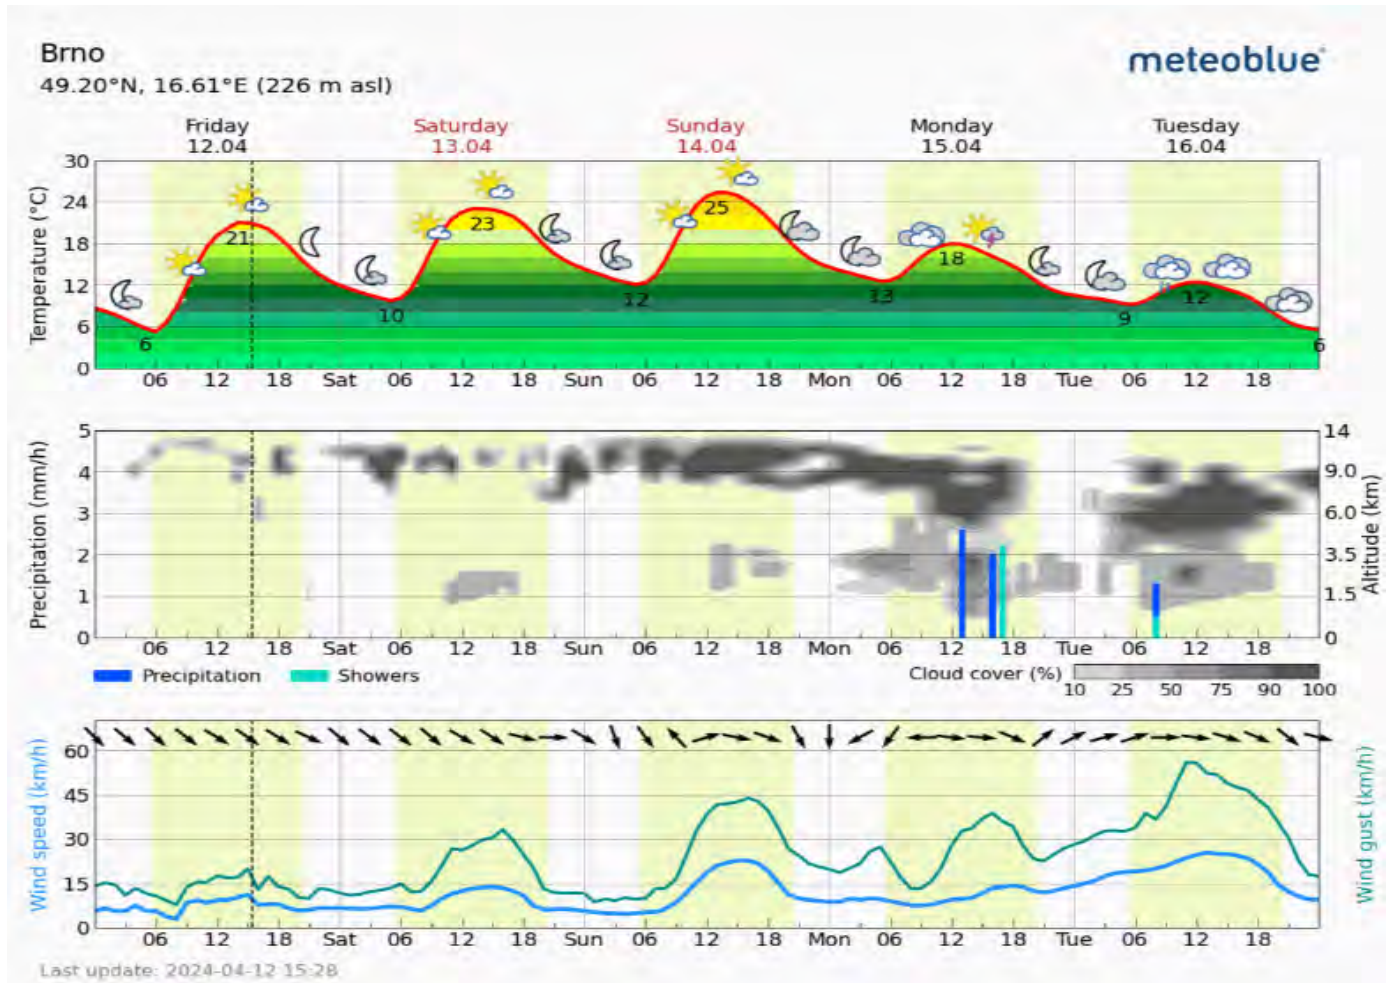 Brno
meteoblue
49.20°N, 16.61°E (226 m asl)
Friday Saturday Sunday Monday Tuesday
12.04 13.04 14.04 15.04 16.04
Temperature (°C)
30
24
18
12
6
0
21 23 25 18 12
6 10 12 13 9 6
06 12 18 Sat 06 12 18 Sun 06 12 18 Mon 06 12 18 Tue 06 12 18
Precipitation (mm/h)
5
4
3
2
1
0
14
9.0
6.0
3.5
1.5
0
Altitude (km)
06 12 18 Sat 06 12 18 Sun 06 12 18 Mon 06 12 18 Tue 06 12 18
Precipitation Showers Cloud cover (%)
10 25 50 75 90 100
Wind speed (km/h)
60
45
30
15
0
Wind gust (km/h)
06 12 18 Sat 06 12 18 Sun 06 12 18 Mon 06 12 18 Tue 06 12 18
Last update: 2024-04-12 15:28